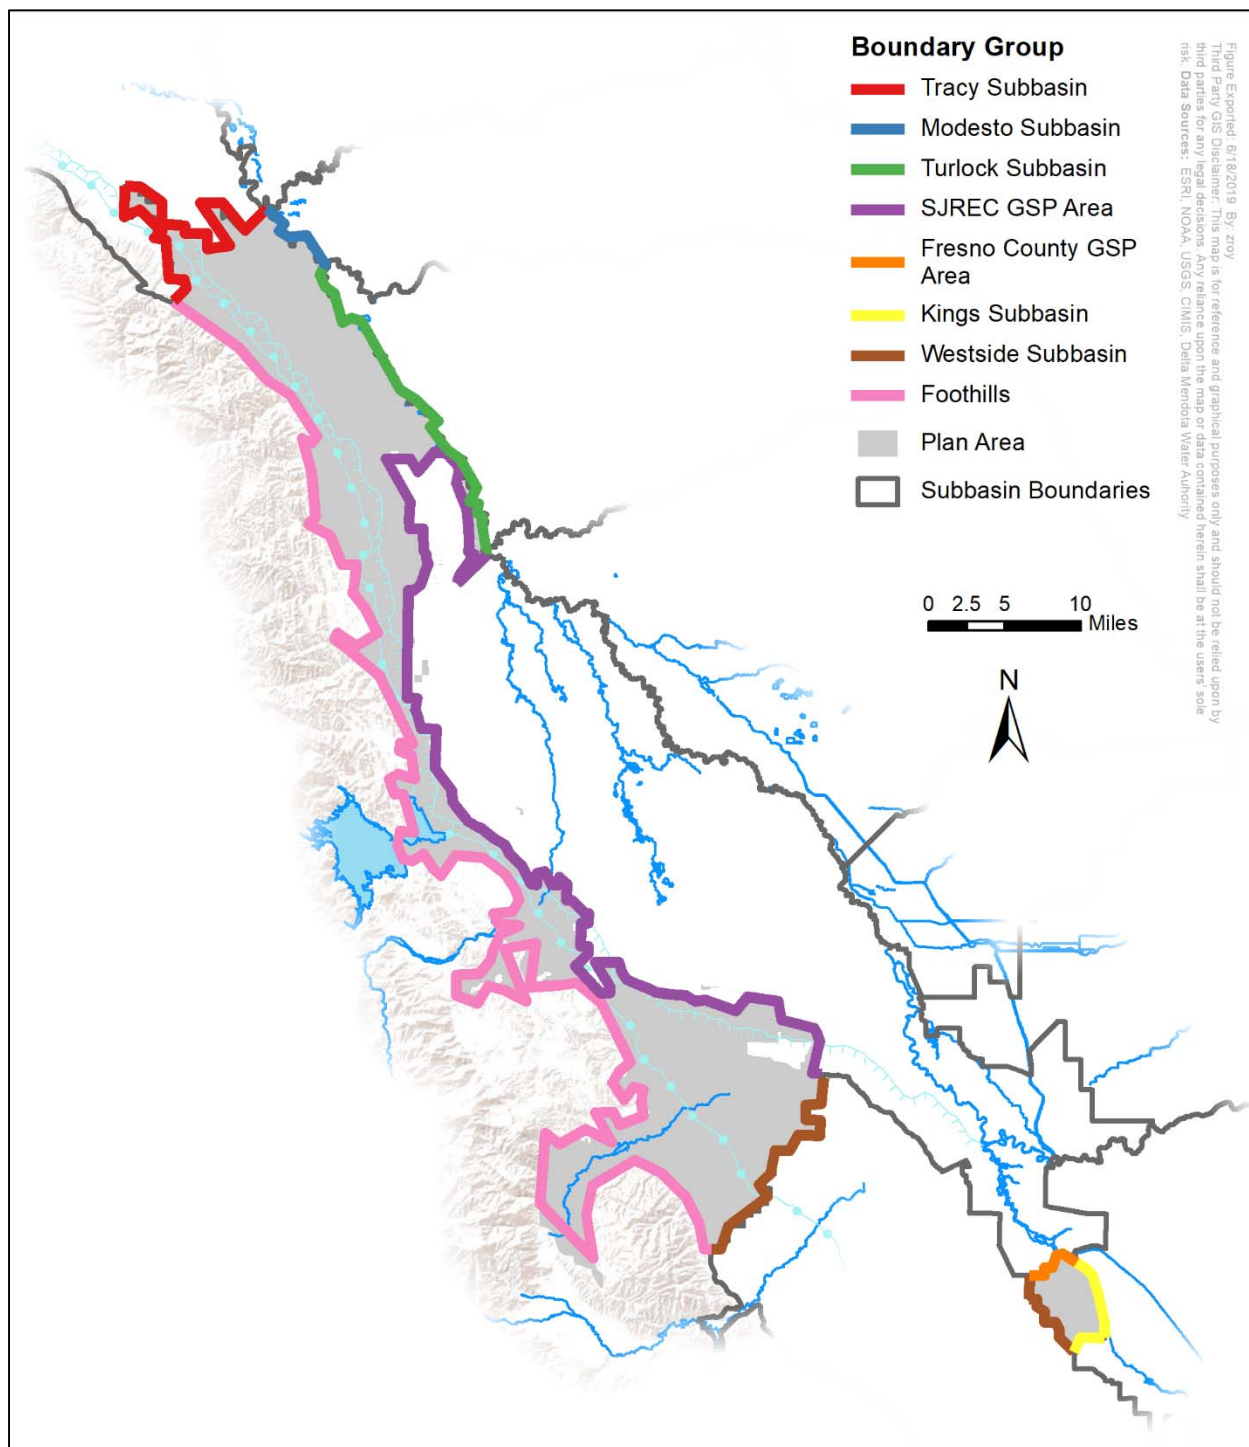 Boundary Group
Tracy Subbasin
Modesto Subbasin
Turlock Subbasin
SJREC GSP Area
Fresno County GSP
Area
Kings Subbasin
Westside Subbasin
Foothills
Plan Area
Subbasin Boundaries
0 2.5 5 10
Miles
N
Figure Exported: 6/18/2019 By: zroy
Third Party GIS Disclaimer: This map is for reference and graphical purposes only and should not be relied upon by
third parties for any legal decisions. Any reliance upon the map or data contained herein shall be at the users' sole
risk. Data Sources: ESRI, NOAA, USGS, CIMIS, Delta Mendota Water Auhority